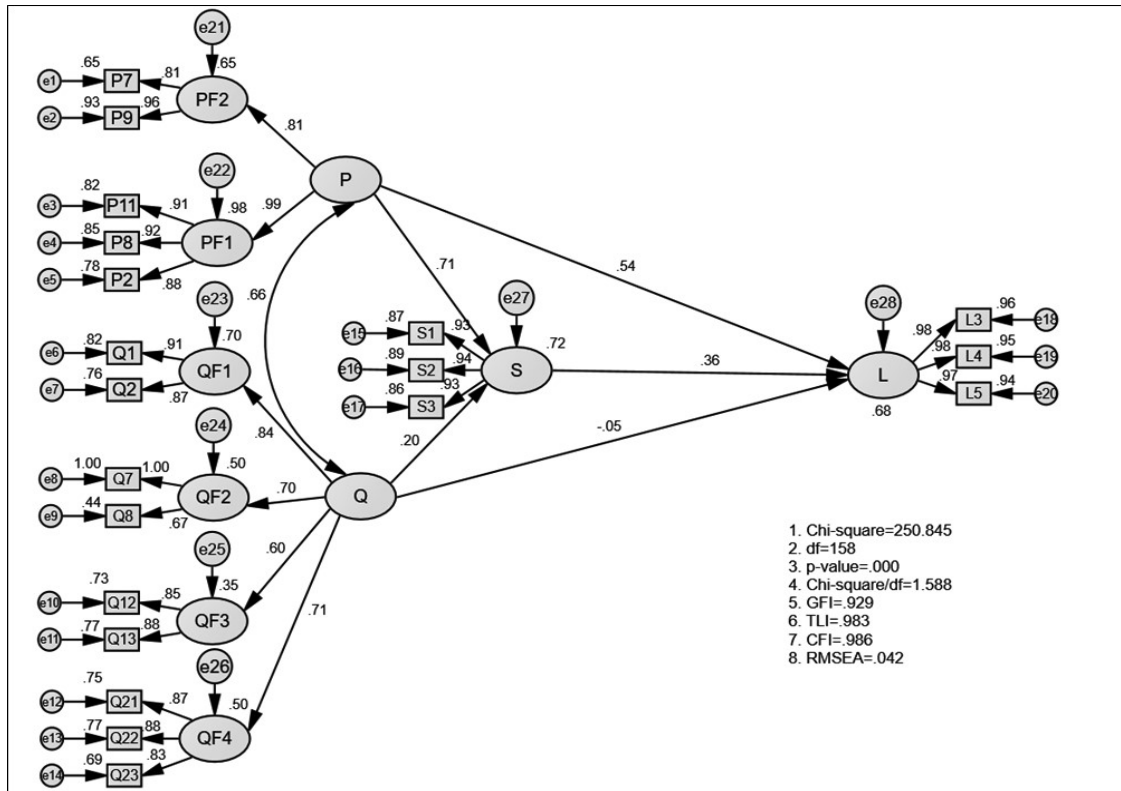 e21
.65
.65
e1
P7
.81
PF2
e2
.93
P9
.96
.81
e22
P
.82
e3
P11
.91
.98
.99
e4
.85
P8
.92
PF1
e5
.78
P2
.88
.71
.54
e23
.66
e27
e28
.82
.70
e6
Q1
.91
QF1
e7
.76
Q2
.87
.87
e15
S1
.93
.72
.89
e16
S2
.94
S
.36
.86
e17
S3
.93
.96
L3
e18
.98
.95
L4
e19
.98
L
.97
L5
.94
e20
.68
e24
.84
.20
-.05
1.00
1.00
.50
e8
Q7
QF2
.70
Q
e9
.44
Q8
.67
e25
.60
.73
.35
e10
Q12
.85
QF3
.71
e11
.77
Q13
.88
e26
.75
.50
e12
Q21
.87
e13
.77
Q22
.88
QF4
e14
.69
Q23
.83
1. Chi-square=250.845
2. df=158
3. p-value=.000
4. Chi-square/df=1.588
5. GFI=.929
6. TLI=.983
7. CFI=.986
8. RMSEA=.042